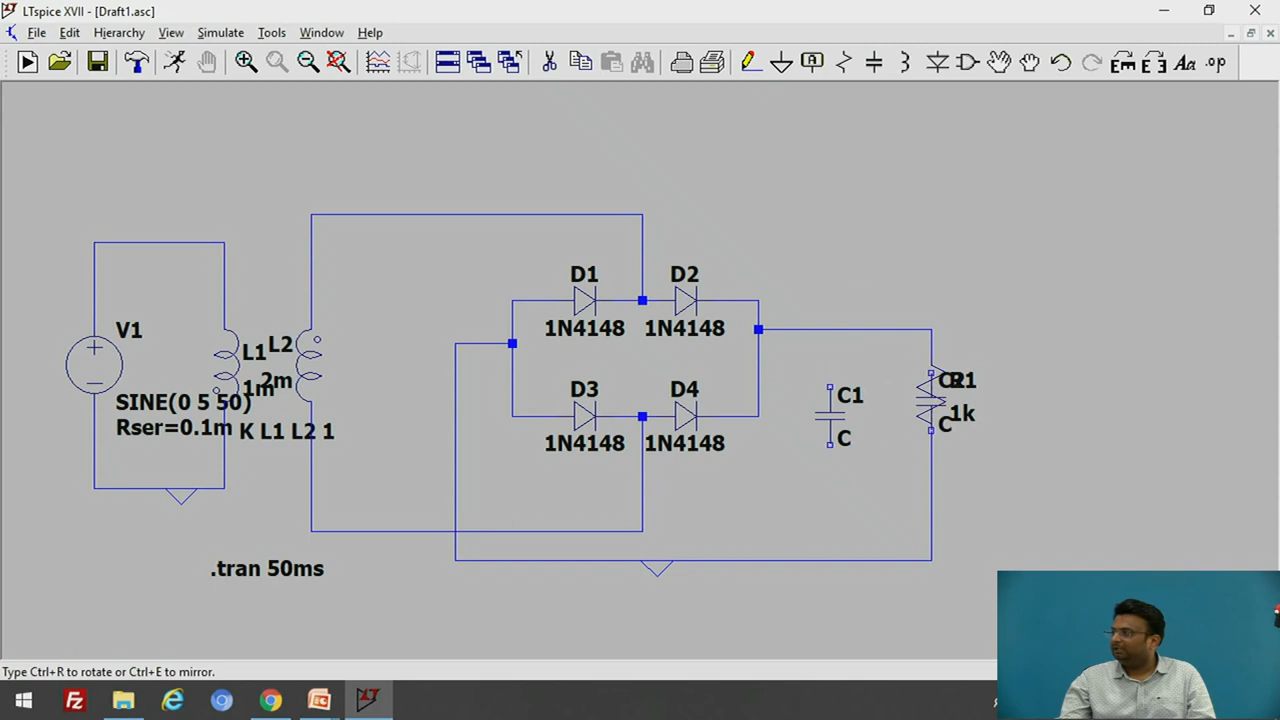 LTspice XVII - [Draft1.asc]
File Edit Hierarchy View Simulate Tools Window Help
D1 D2
1N4148 1N4148
V1
L1 L2
1m 2m
SINE(0 5 50)
Rser=0.1m
K L1 L2 1
D3 D4
1N4148 1N4148
C1
C
R1
1k
C
.tran 50ms
Type Ctrl+R to rotate or Ctrl+E to mirror.